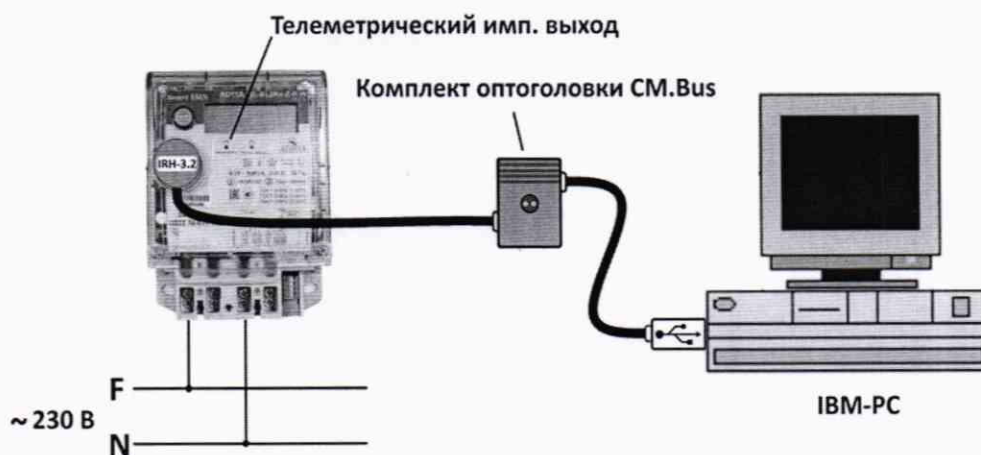 Телеметрический имп. выход
Комплект оптоголовки CM.Bus
IRH-3.2
F
~ 230 В
N
IBM-PC